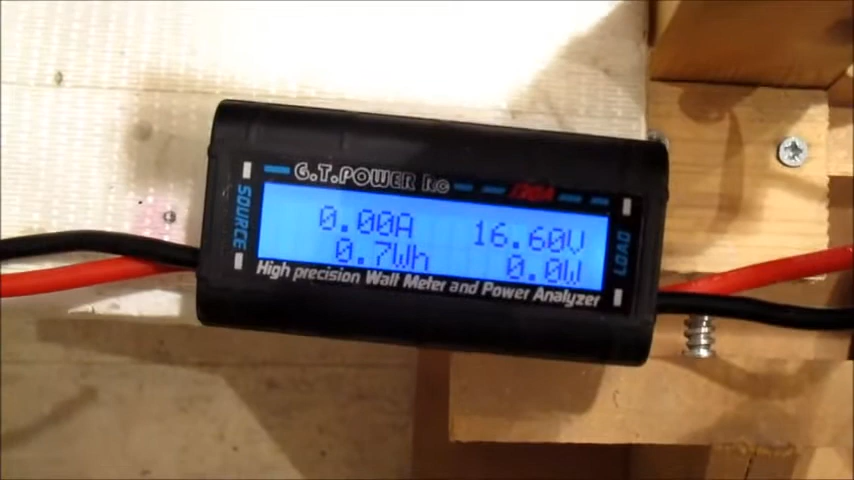 G.T.POWER RC 130A
SOURCE
0.00A 16.60V
0.7Wh 0.0W
LOAD
High precision Watt Meter and Power Analyzer